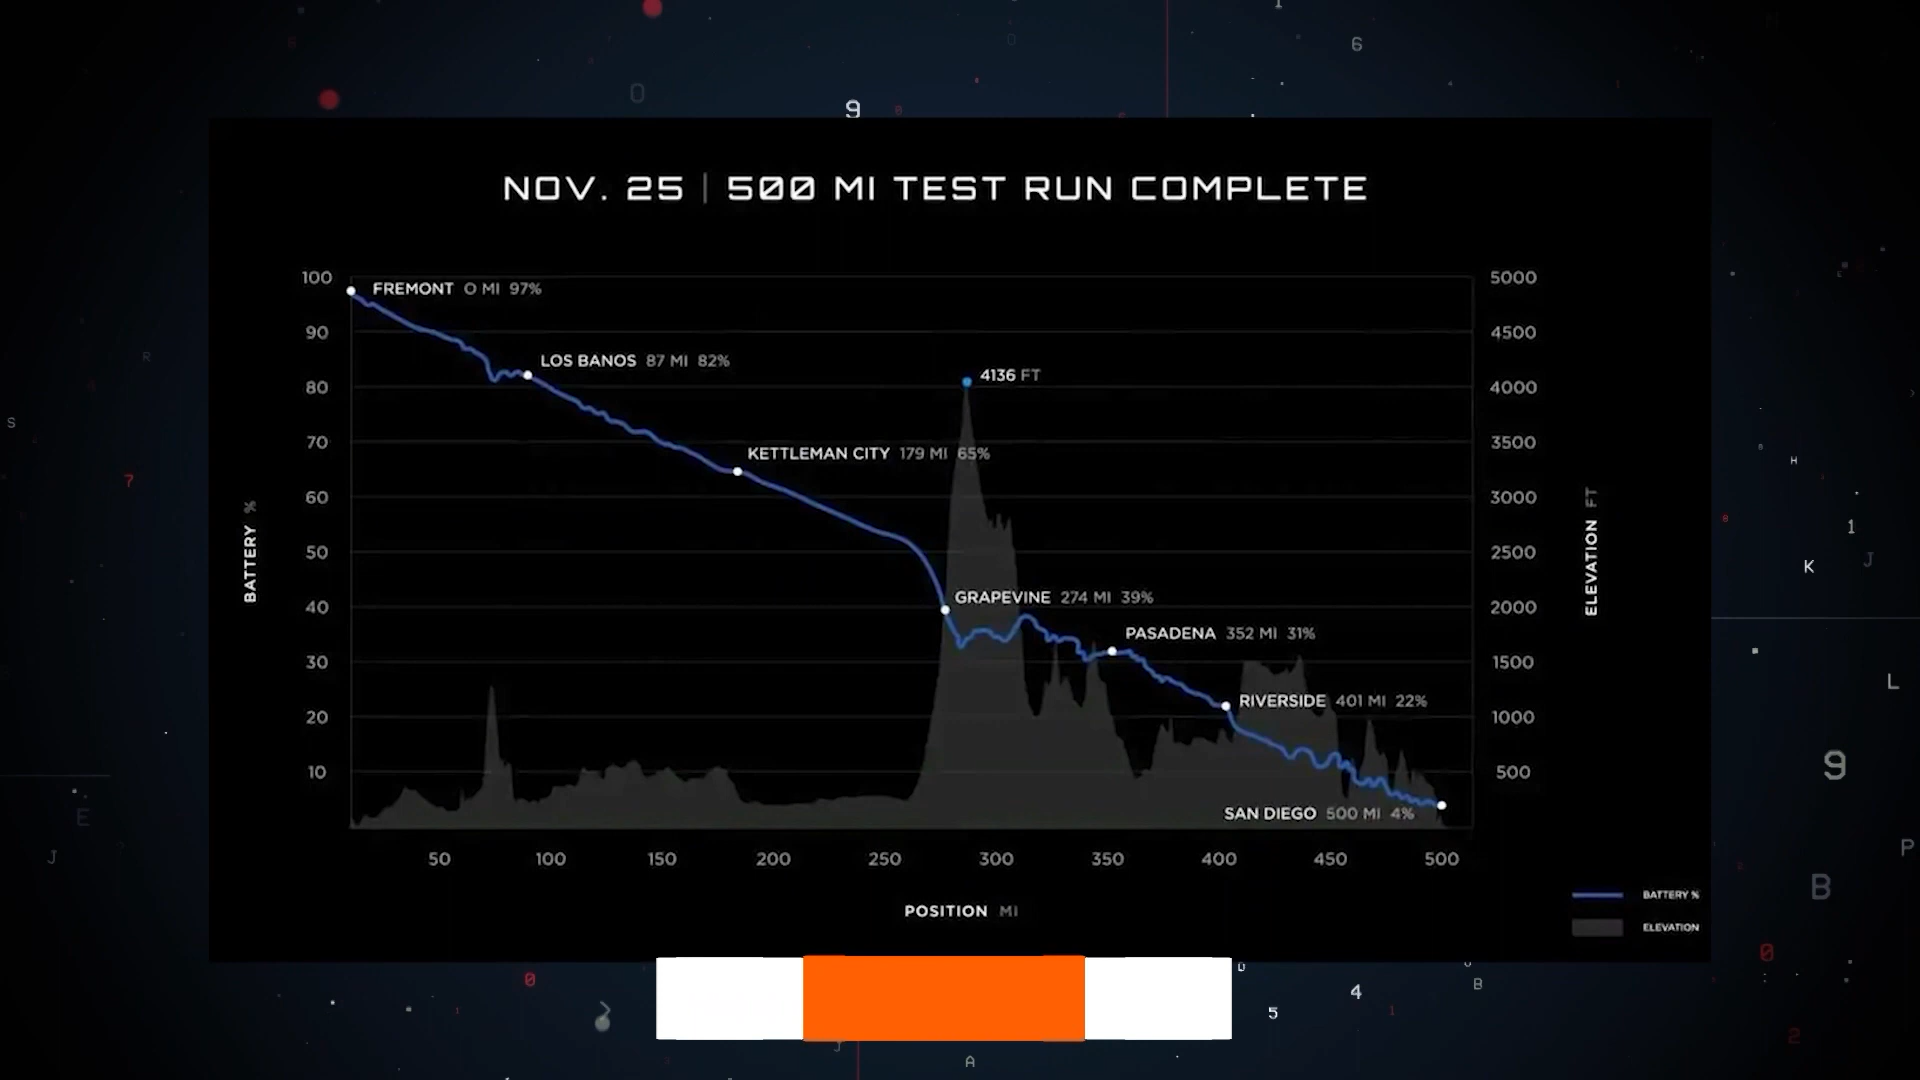 NOV. 25 | 500 MI TEST RUN COMPLETE
100
90
80
70
60
50
40
30
20
10
BATTERY %
5000
4500
4000
3500
3000
2500
2000
1500
1000
500
ELEVATION FT
FREMONT 0 MI 97%
LOS BANOS 87 MI 82%
4136 FT
KETTLEMAN CITY 179 MI 65%
GRAPEVINE 274 MI 39%
PASADENA 352 MI 31%
RIVERSIDE 401 MI 22%
SAN DIEGO 500 MI 4%
50 100 150 200 250 300 350 400 450 500
POSITION MI
BATTERY %
ELEVATION